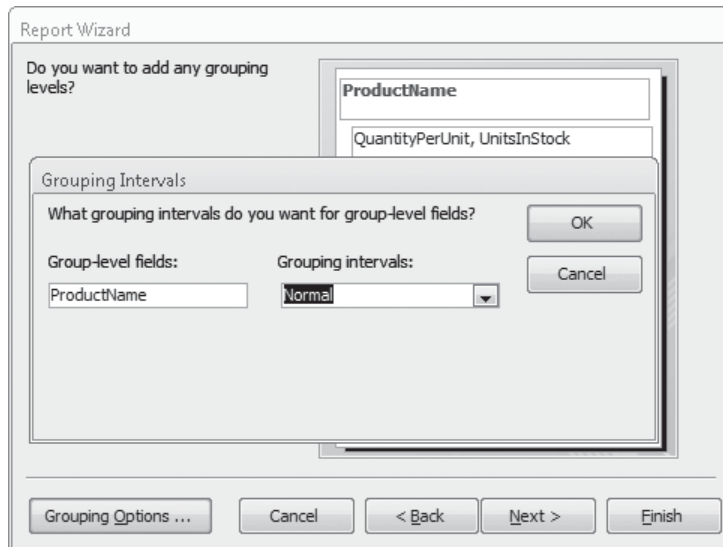 Report Wizard
Do you want to add any grouping
levels?
ProductName
QuantityPerUnit, UnitsInStock
Grouping Intervals
What grouping intervals do you want for group-level fields?
OK
Group-level fields:
Grouping intervals:
Cancel
ProductName
Normal
Grouping Options ...
Cancel
< Back
Next >
Finish